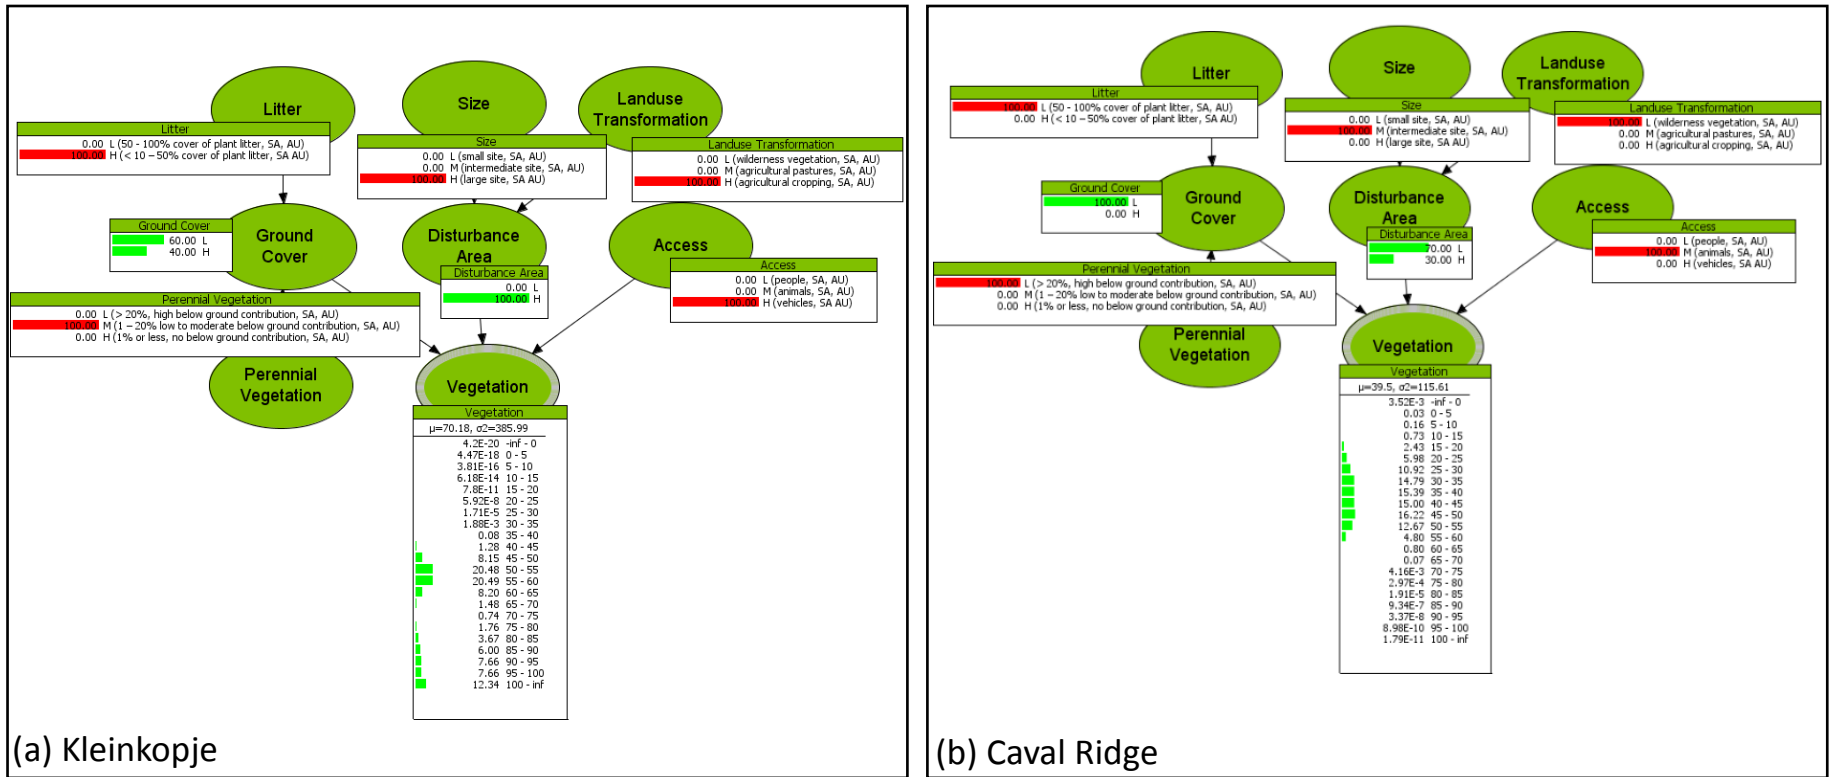 Litter
Size
Landuse
Transformation
Litter
0.00 L (50 - 100% cover of plant litter, SA, AU)
100.00 H (< 10 – 50% cover of plant litter, SA AU)
Size
0.00 L (small site, SA, AU)
0.00 M (intermediate site, SA, AU)
100.00 H (large site, SA AU)
Landuse Transformation
0.00 L (wilderness vegetation, SA, AU)
0.00 M (agricultural pastures, SA, AU)
100.00 H (agricultural cropping, SA, AU)
Ground Cover
60.00 L
40.00 H
Ground
Cover
Disturbance
Area
Access
Disturbance Area
0.00 L
100.00 H
Access
0.00 L (people, SA, AU)
0.00 M (animals, SA, AU)
100.00 H (vehicles, SA AU)
Perennial Vegetation
0.00 L (> 20%, high below ground contribution, SA, AU)
100.00 M (1 – 20% low to moderate below ground contribution, SA, AU)
0.00 H (1% or less, no below ground contribution, SA, AU)
Perennial
Vegetation
Vegetation
Vegetation
μ=70.18, σ2=385.99
4.2E-20 -inf - 0
4.47E-18 0 - 5
3.81E-16 5 - 10
6.18E-14 10 - 15
7.8E-11 15 - 20
5.92E-8 20 - 25
1.71E-5 25 - 30
1.88E-3 30 - 35
0.08 35 - 40
1.28 40 - 45
8.15 45 - 50
20.48 50 - 55
20.49 55 - 60
8.20 60 - 65
1.48 65 - 70
0.74 70 - 75
1.76 75 - 80
3.67 80 - 85
6.00 85 - 90
7.66 90 - 95
7.66 95 - 100
12.34 100 - inf
(a) Kleinkopje
Litter
Size
Landuse
Transformation
Litter
100.00 L (50 - 100% cover of plant litter, SA, AU)
0.00 H (< 10 – 50% cover of plant litter, SA AU)
Size
0.00 L (small site, SA, AU)
100.00 M (intermediate site, SA, AU)
0.00 H (large site, SA AU)
Landuse Transformation
100.00 L (wilderness vegetation, SA, AU)
0.00 M (agricultural pastures, SA, AU)
0.00 H (agricultural cropping, SA, AU)
Ground Cover
100.00 L
0.00 H
Ground
Cover
Disturbance
Area
Access
Disturbance Area
70.00 L
30.00 H
Access
0.00 L (people, SA, AU)
100.00 M (animals, SA, AU)
0.00 H (vehicles, SA AU)
Perennial Vegetation
100.00 L (> 20%, high below ground contribution, SA, AU)
0.00 M (1 – 20% low to moderate below ground contribution, SA, AU)
0.00 H (1% or less, no below ground contribution, SA, AU)
Perennial
Vegetation
Vegetation
Vegetation
μ=39.5, σ2=115.61
3.52E-3 -inf - 0
0.03 0 - 5
0.16 5 - 10
0.73 10 - 15
2.43 15 - 20
5.98 20 - 25
10.92 25 - 30
14.79 30 - 35
15.39 35 - 40
15.00 40 - 45
16.22 45 - 50
12.67 50 - 55
4.80 55 - 60
0.80 60 - 65
0.07 65 - 70
4.16E-3 70 - 75
2.97E-4 75 - 80
1.91E-5 80 - 85
9.34E-7 85 - 90
3.37E-8 90 - 95
8.98E-10 95 - 100
1.79E-11 100 - inf
(b) Caval Ridge